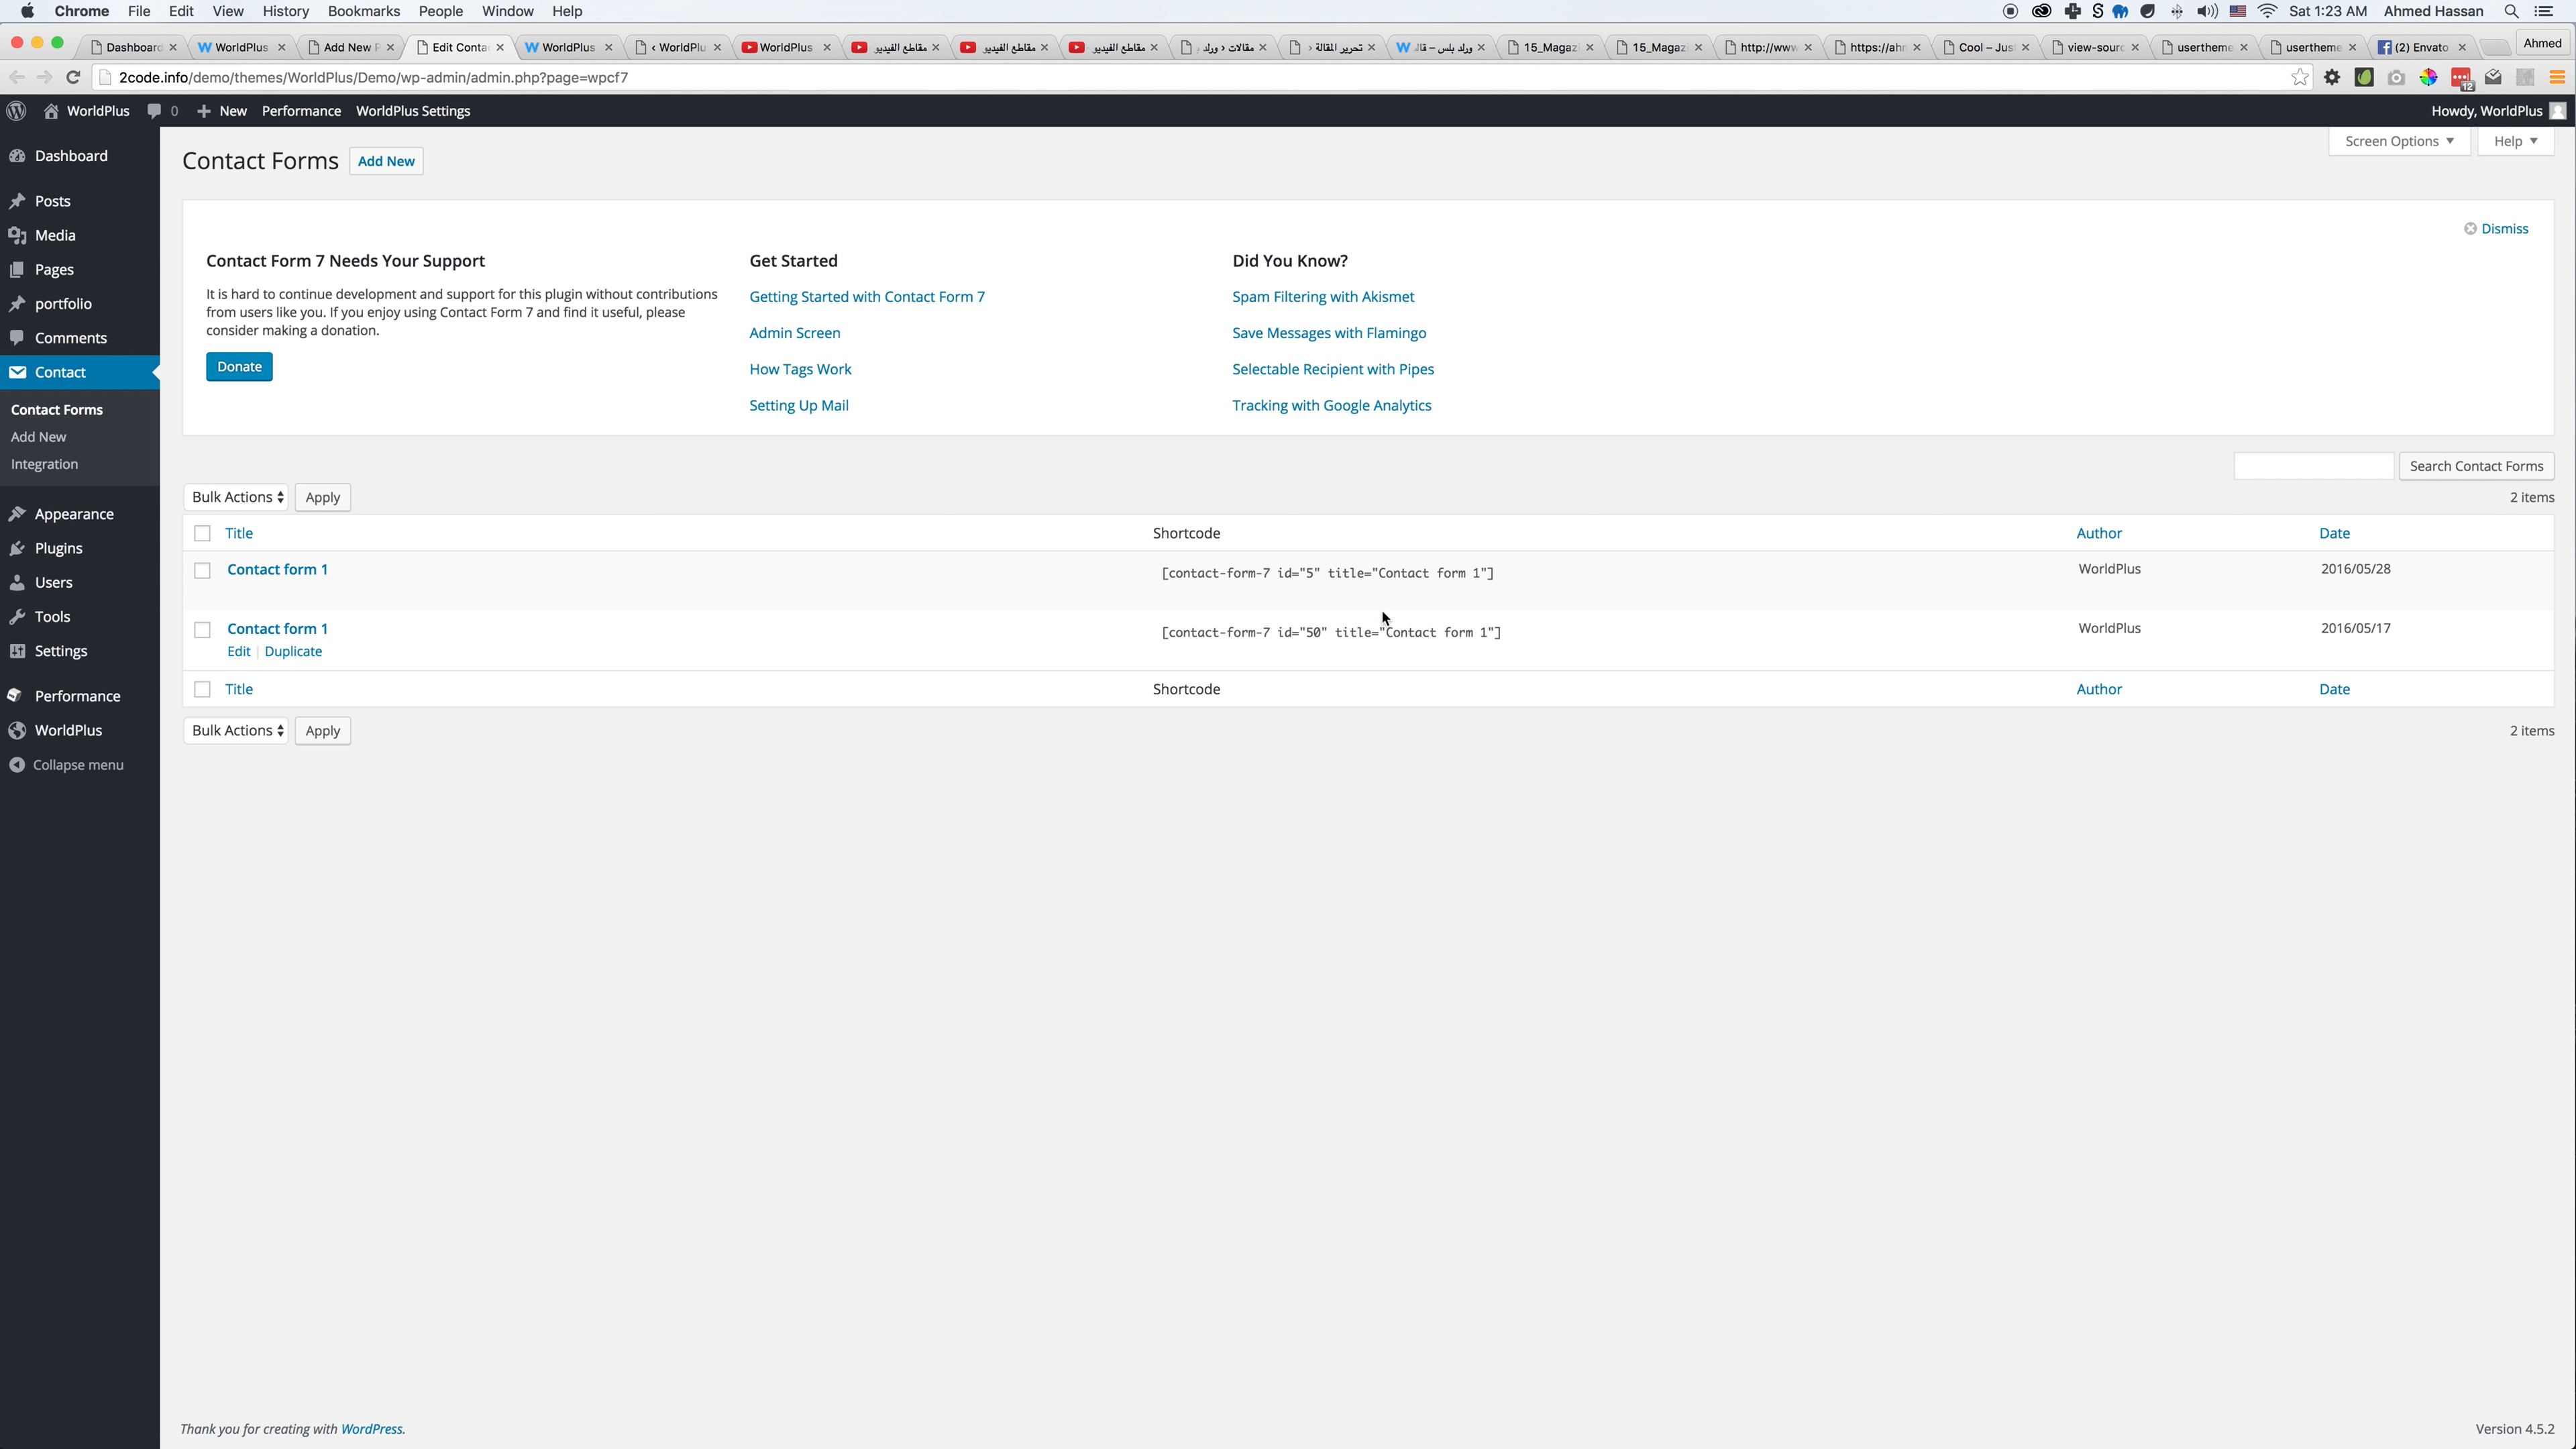 Chrome File Edit View History Bookmarks People Window Help
Sat 1:23 AM Ahmed Hassan
Dashboard WorldPlus Add New P Edit Conta WorldPlus ‹ WorldPlu WorldPlus مقاطع الفيديو مقاطع الفيديو مقاطع الفيديو مقالات ‹ ورلد تحرير المقالة ‹ ورلد بلس – قال 15_Magaz 15_Magaz http://www https://ahm Cool – Jus view-sourc usertheme usertheme (2) Envato Ahmed
2code.info/demo/themes/WorldPlus/Demo/wp-admin/admin.php?page=wpcf7
12
WorldPlus 0 New Performance WorldPlus Settings
Howdy, WorldPlus
Dashboard
Posts
Media
Pages
portfolio
Comments
Contact
Contact Forms
Add New
Integration
Appearance
Plugins
Users
Tools
Settings
Performance
WorldPlus
Collapse menu
Contact Forms Add New
Screen Options Help
Dismiss
Contact Form 7 Needs Your Support
It is hard to continue development and support for this plugin without contributions
from users like you. If you enjoy using Contact Form 7 and find it useful, please
consider making a donation.
Donate
Get Started
Getting Started with Contact Form 7
Admin Screen
How Tags Work
Setting Up Mail
Did You Know?
Spam Filtering with Akismet
Save Messages with Flamingo
Selectable Recipient with Pipes
Tracking with Google Analytics
Search Contact Forms
Bulk Actions Apply
2 items
Title Shortcode Author Date
Contact form 1 [contact-form-7 id="5" title="Contact form 1"] WorldPlus 2016/05/28
Contact form 1 [contact-form-7 id="50" title="Contact form 1"] WorldPlus 2016/05/17
Edit | Duplicate
Title Shortcode Author Date
Bulk Actions Apply
2 items
Thank you for creating with WordPress.
Version 4.5.2